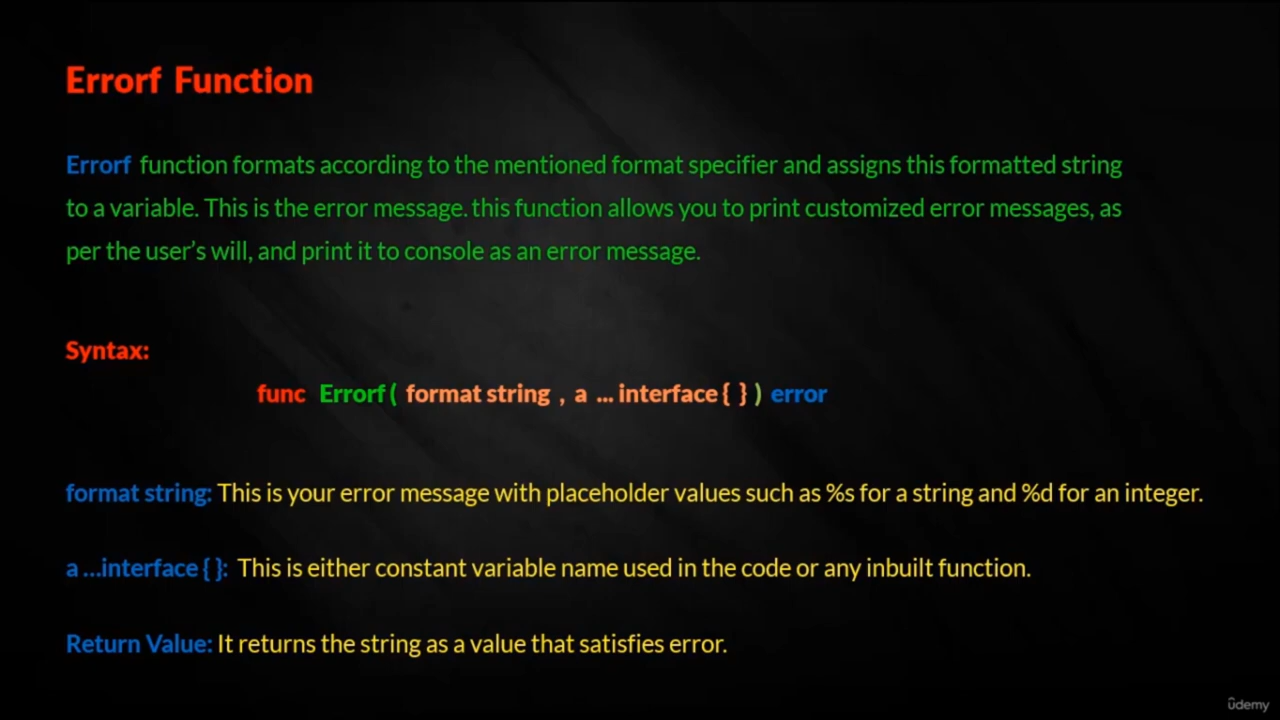 Errorf Function
Errorf function formats according to the mentioned format specifier and assigns this formatted string
to a variable. This is the error message. this function allows you to print customized error messages, as
per the user’s will, and print it to console as an error message.
Syntax:
func Errorf ( format string , a ... interface { } ) error
format string: This is your error message with placeholder values such as %s for a string and %d for an integer.
a ...interface { }: This is either constant variable name used in the code or any inbuilt function.
Return Value: It returns the string as a value that satisfies error.
ûdemy